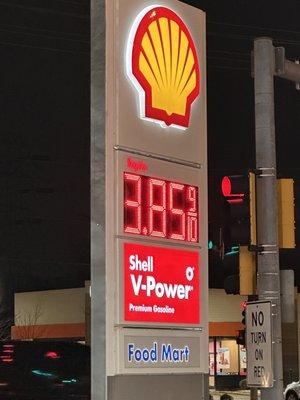 Regular
3.85 9/10
Shell
V-Power
Premium Gasoline
Food Mart
NO
TURN
ON
RED